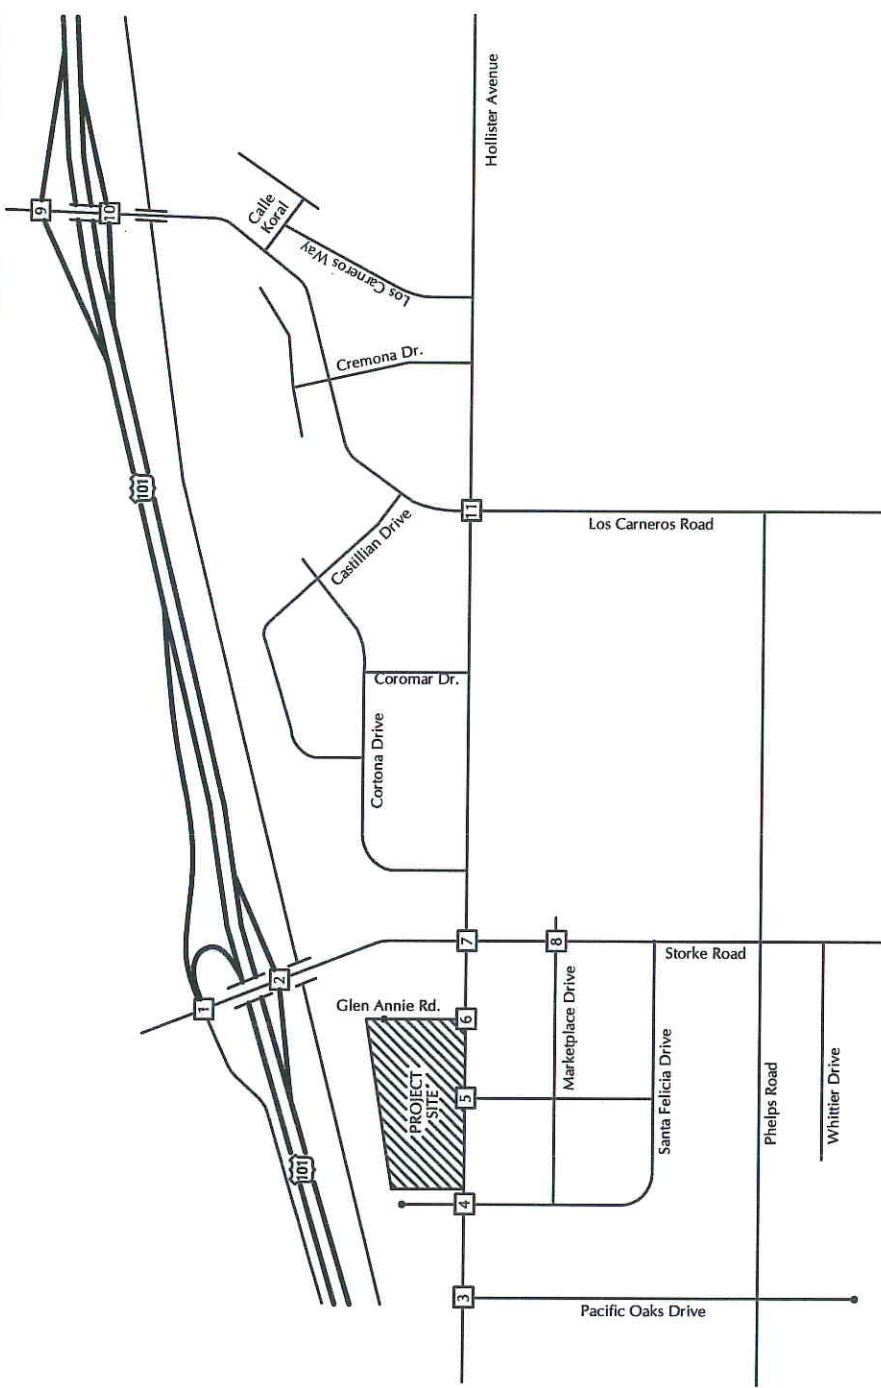 9
10
Hollister Avenue
Calle
Koral
Los Carneros Way
Cremona Dr.
101
11
Los Carneros Road
Castillian Drive
Coromar Dr.
Cortona Drive
7
8
Storke Road
2
1
Glen Annie Rd.
6
Marketplace Drive
Santa Felicia Drive
Phelps Road
Whittier Drive
PROJECT
SITE
5
101
4
3
Pacific Oaks Drive